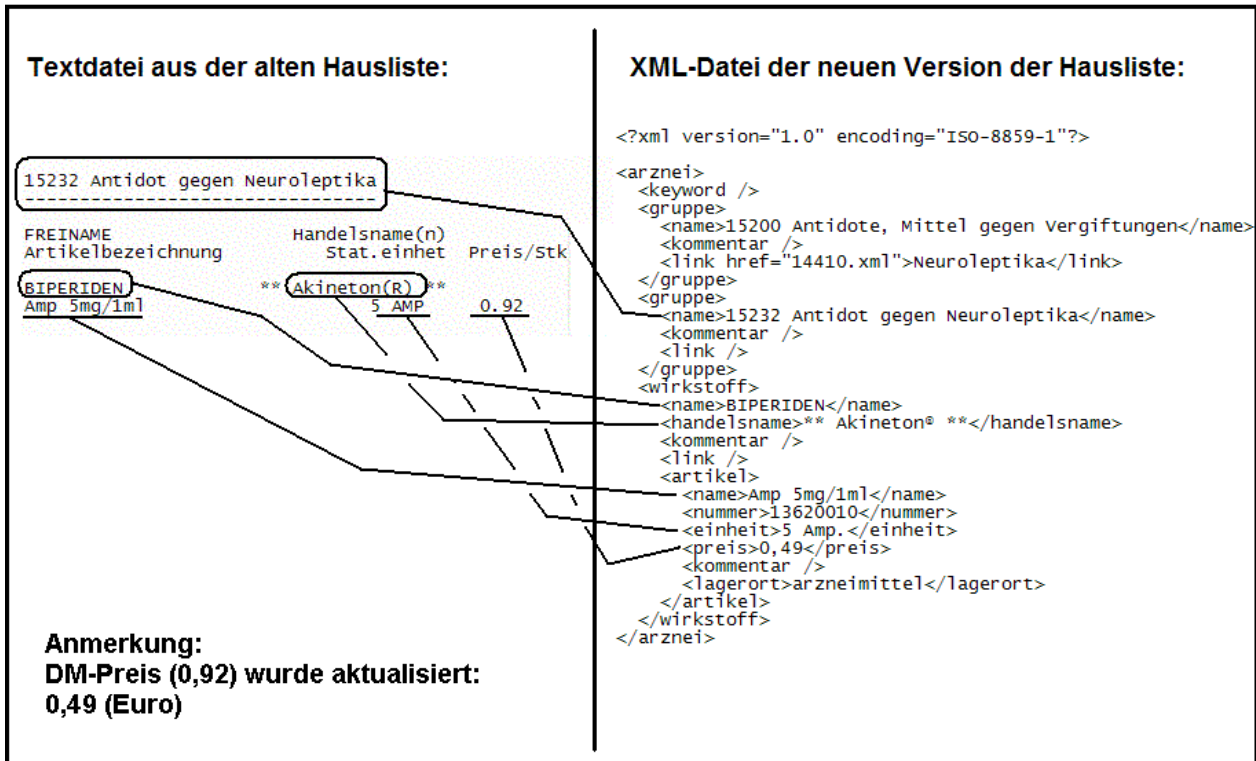 Textdatei aus der alten Hausliste:
15232 Antidot gegen Neuroleptika
---------------------------------
FREINAME Handelsname(n)
Artikelbezeichnung Stat.einhet Preis/Stk
BIPERIDEN ** Akineton(R) **
Amp 5mg/1ml 5 AMP 0.92
Anmerkung:
DM-Preis (0,92) wurde aktualisiert:
0,49 (Euro)
XML-Datei der neuen Version der Hausliste:
<?xml version="1.0" encoding="ISO-8859-1"?>
<arznei>
<keyword />
<gruppe>
<name>15200 Antidote, Mittel gegen Vergiftungen</name>
<kommentar />
<link href="14410.xml">Neuroleptika</link>
</gruppe>
<gruppe>
<name>15232 Antidot gegen Neuroleptika</name>
<kommentar />
<link />
</gruppe>
<wirkstoff>
<name>BIPERIDEN</name>
<handelsname>** Akineton® **</handelsname>
<kommentar />
<link />
<artikel>
<name>Amp 5mg/1ml</name>
<nummer>13620010</nummer>
<einheit>5 Amp.</einheit>
<preis>0,49</preis>
<kommentar />
<lagerort>arzneimittel</lagerort>
</artikel>
</wirkstoff>
</arznei>